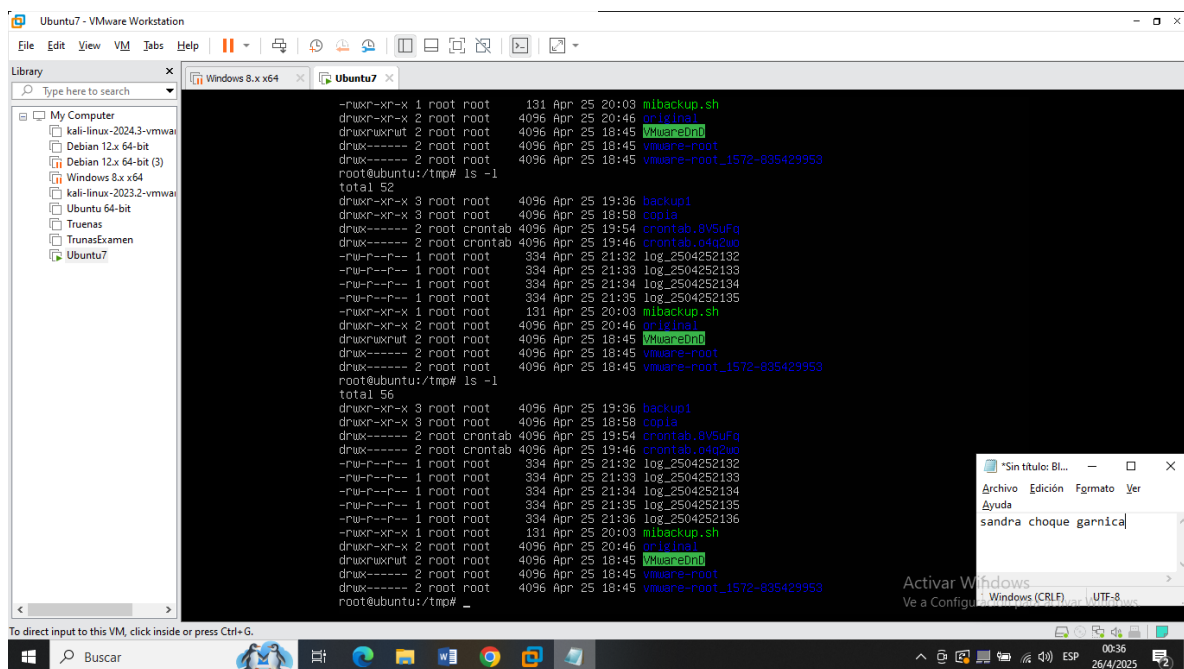 Ubuntu7 - VMware Workstation
File Edit View VM Tabs Help
Library
Type here to search
My Computer
kali-linux-2024.3-vmwa
Debian 12.x 64-bit
Debian 12.x 64-bit (3)
Windows 8.x x64
kali-linux-2023.2-vmwa
Ubuntu 64-bit
Truenas
TrunasExamen
Ubuntu7
Windows 8.x x64
Ubuntu7
-rwxr-xr-x 1 root root 131 Apr 25 20:03 mibackup.sh
drwxr-xr-x 2 root root 4096 Apr 25 20:46 original
drwxrwxrwt 2 root root 4096 Apr 25 18:45 VMwareDnD
drwx------ 2 root root 4096 Apr 25 18:45 vmware-root
drwx------ 2 root root 4096 Apr 25 18:45 vmware-root_1572-835429953
root@ubuntu:/tmp# ls -l
total 52
drwxr-xr-x 3 root root 4096 Apr 25 19:36 backup1
drwxr-xr-x 3 root root 4096 Apr 25 18:58 copia
drwx------ 2 root crontab 4096 Apr 25 19:54
drwx------ 2 root crontab 4096 Apr 25 19:46
-rw-r--r-- 1 root root 334 Apr 25 21:32 log_2504252132
-rw-r--r-- 1 root root 334 Apr 25 21:33 log_2504252133
-rw-r--r-- 1 root root 334 Apr 25 21:34 log_2504252134
-rw-r--r-- 1 root root 334 Apr 25 21:35 log_2504252135
-rwxr-xr-x 1 root root 131 Apr 25 20:03 mibackup.sh
drwxr-xr-x 2 root root 4096 Apr 25 20:46 original
drwxrwxrwt 2 root root 4096 Apr 25 18:45 VMwareDnD
drwx------ 2 root root 4096 Apr 25 18:45 vmware-root
drwx------ 2 root root 4096 Apr 25 18:45 vmware-root_1572-835429953
root@ubuntu:/tmp# ls -l
total 56
drwxr-xr-x 3 root root 4096 Apr 25 19:36 backup1
drwxr-xr-x 3 root root 4096 Apr 25 18:58 copia
drwx------ 2 root crontab 4096 Apr 25 19:54
drwx------ 2 root crontab 4096 Apr 25 19:46
-rw-r--r-- 1 root root 334 Apr 25 21:32 log_2504252132
-rw-r--r-- 1 root root 334 Apr 25 21:33 log_2504252133
-rw-r--r-- 1 root root 334 Apr 25 21:34 log_2504252134
-rw-r--r-- 1 root root 334 Apr 25 21:35 log_2504252135
-rw-r--r-- 1 root root 334 Apr 25 21:36 log_2504252136
-rwxr-xr-x 1 root root 131 Apr 25 20:03 mibackup.sh
drwxr-xr-x 2 root root 4096 Apr 25 20:46 original
drwxrwxrwt 2 root root 4096 Apr 25 18:45 VMwareDnD
drwx------ 2 root root 4096 Apr 25 18:45 vmware-root
drwx------ 2 root root 4096 Apr 25 18:45 vmware-root_1572-835429953
root@ubuntu:/tmp# _
*Sin título: Bl...
Archivo Edición Formato Ver
Ayuda
sandra choque garnica
Windows (CRLF) UTF-8
Activar Windows
Ve a Configuración para activar Windows.
To direct input to this VM, click inside or press Ctrl+G.
Buscar
ESP
00:36
26/4/2025
2